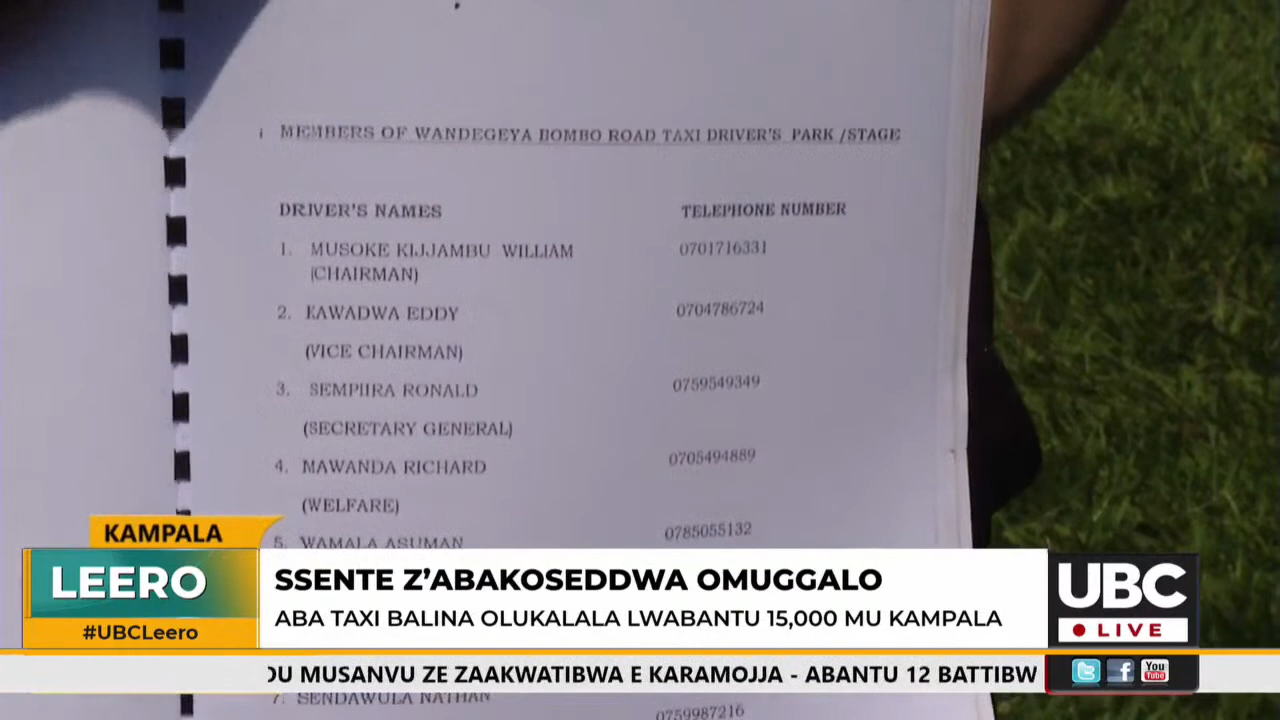 MEMBERS OF WANDEGEYA BOMBO ROAD TAXI DRIVER'S PARK /STAGE
DRIVER'S NAMES TELEPHONE NUMBER
1. MUSOKE KIJJAMBU WILLIAM 0701716331
(CHAIRMAN)
2. KAWADWA EDDY 0704786724
(VICE CHAIRMAN)
3. SEMPIIRA RONALD 0759549349
(SECRETARY GENERAL)
4. MAWANDA RICHARD 0705494889
(WELFARE)
5. WAMALA ASUMAN 0785055132
KAMPALA
LEERO
#UBCLeero
SSENTE Z'ABAKOSEDDWA OMUGGALO
ABA TAXI BALINA OLUKALALA LWABANTU 15,000 MU KAMPALA
UBC
LIVE
DU MUSANVU ZE ZAAKWATIBWA E KARAMOJJA - ABANTU 12 BATTIBW
You
Tube
7. SENDAWULA NATHAN 0759987216